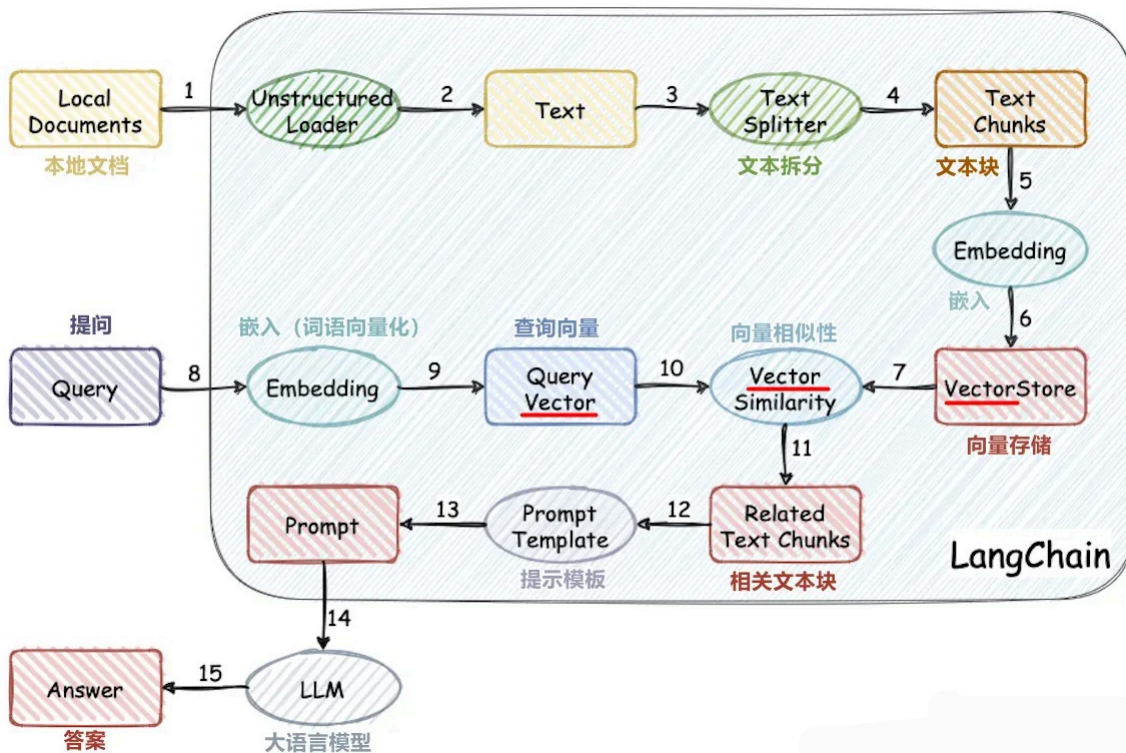 1
2
3
4
Local
Documents
Unstructured
Loader
Text
Text
Splitter
Text
Chunks
本地文档
文本拆分
文本块
5
Embedding
嵌入
6
提问
嵌入（词语向量化）
查询向量
向量相似性
Query
8
Embedding
9
Query
Vector
10
Vector
Similarity
7
VectorStore
向量存储
11
Prompt
13
Prompt
Template
12
Related
Text Chunks
提示模板
相关文本块
LangChain
14
Answer
15
LLM
答案
大语言模型